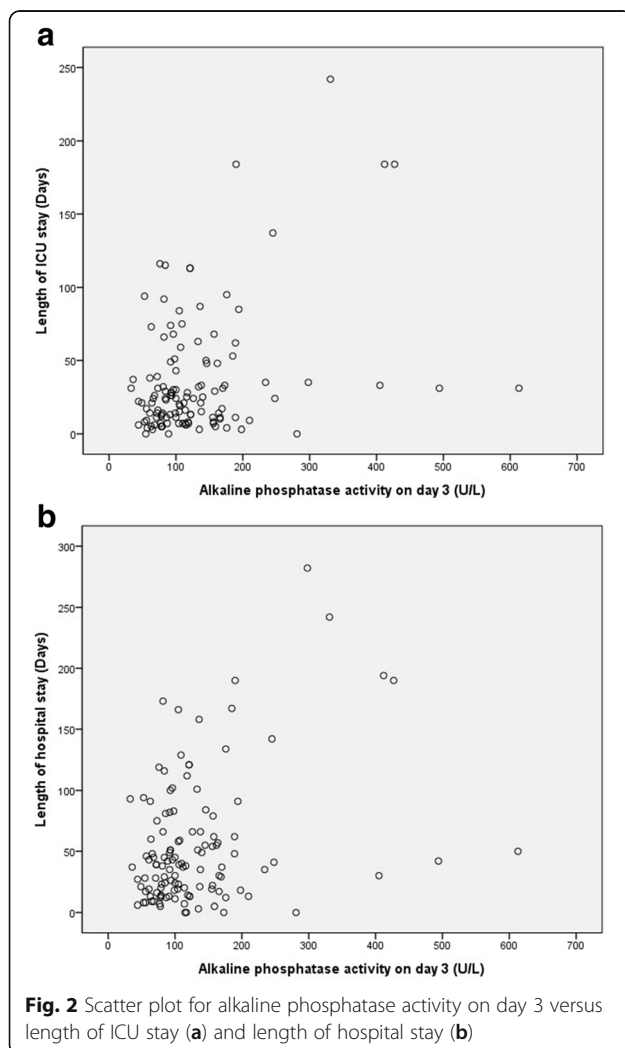 a
250
200
150
100
50
0
Length of ICU stay (Days)
0 100 200 300 400 500 600 700
Alkaline phosphatase activity on day 3 (U/L)
b
300
250
200
150
100
50
0
Length of hospital stay (Days)
0 100 200 300 400 500 600 700
Alkaline phosphatase activity on day 3 (U/L)
Fig. 2 Scatter plot for alkaline phosphatase activity on day 3 versus
length of ICU stay (a) and length of hospital stay (b)